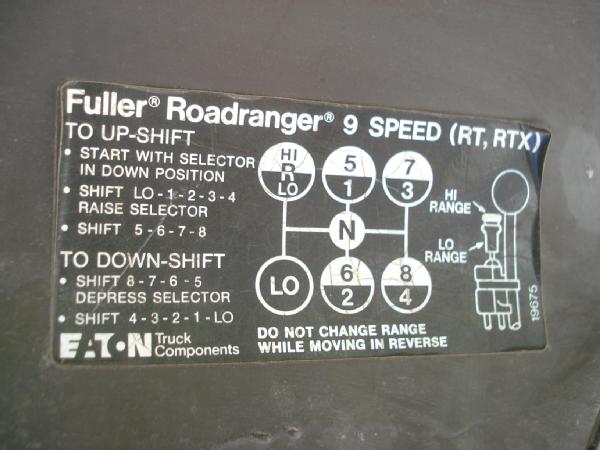 Fuller® Roadranger® 9 SPEED (RT, RTX)
TO UP-SHIFT
• START WITH SELECTOR
IN DOWN POSITION
• SHIFT LO-1-2-3-4
RAISE SELECTOR
• SHIFT 5-6-7-8
TO DOWN-SHIFT
• SHIFT 8-7-6-5
DEPRESS SELECTOR
• SHIFT 4-3-2-1-LO
EATON Truck
Components
HI
R
LO
5
1
7
3
N
LO
6
2
8
4
DO NOT CHANGE RANGE
WHILE MOVING IN REVERSE
HI
RANGE
LO
RANGE
19675